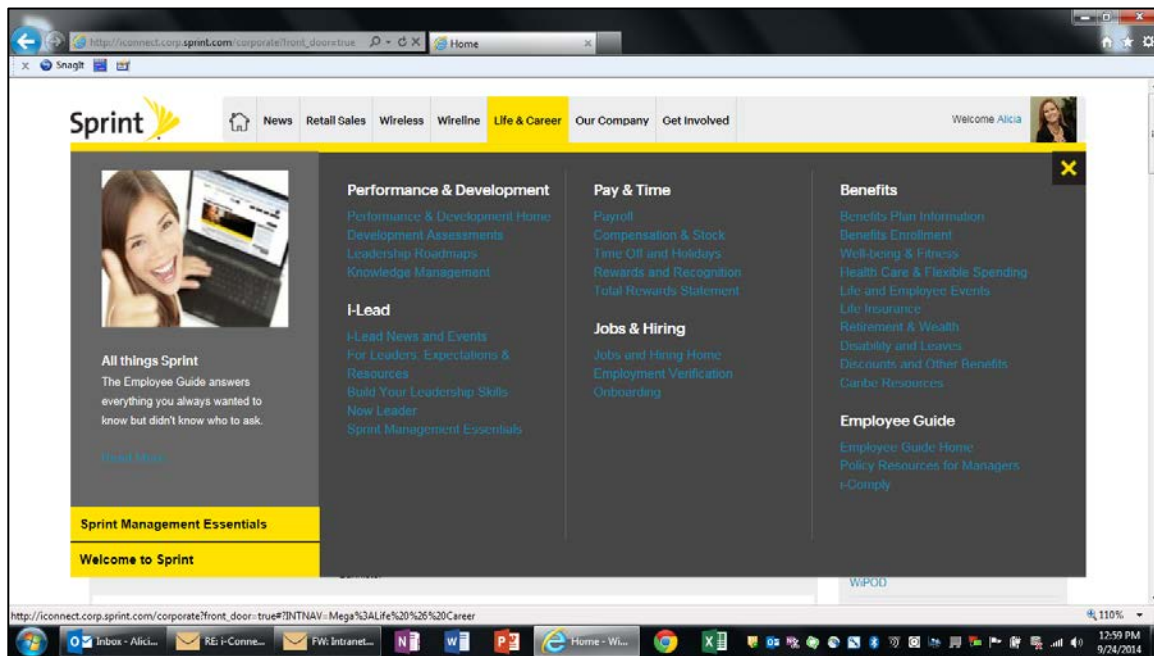 http://iconnect.corp.sprint.com/corporate?front_door=true
Home
x SnagIt
Sprint
News Retail Sales Wireless Wireline Life & Career Our Company Get Involved
Welcome Alicia
All things Sprint
The Employee Guide answers
everything you always wanted to
know but didn't know who to ask.
Read More
Sprint Management Essentials
Welcome to Sprint
Performance & Development
Performance & Development Home
Development Assessments
Leadership Roadmaps
Knowledge Management
I-Lead
I-Lead News and Events
For Leaders: Expectations &
Resources
Build Your Leadership Skills
Now Leader
Sprint Management Essentials
Pay & Time
Payroll
Compensation & Stock
Time Off and Holidays
Rewards and Recognition
Total Rewards Statement
Jobs & Hiring
Jobs and Hiring Home
Employment Verification
Onboarding
Benefits
Benefits Plan Information
Benefits Enrollment
Well-being & Fitness
Health Care & Flexible Spending
Life and Employee Events
Life Insurance
Retirement & Wealth
Disability and Leaves
Discounts and Other Benefits
Caribe Resources
Employee Guide
Employee Guide Home
Policy Resources for Managers
i-Comply
WiPOD
http://iconnect.corp.sprint.com/corporate?front_door=true#?INTNAV=Mega%3ALife%20%26%20Career
110%
Inbox - Alici... RE: i-Conne... FW: Intranet... Home - Wi...
12:59 PM
9/24/2014